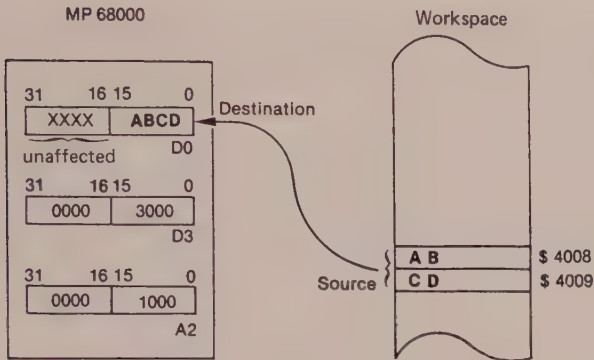 MP 68000
Workspace
31 16 15 0
XXXX ABCD
D0
unaffected
Destination
31 16 15 0
0000 3000
D3
31 16 15 0
0000 1000
A2
Source
A B $ 4008
C D $ 4009